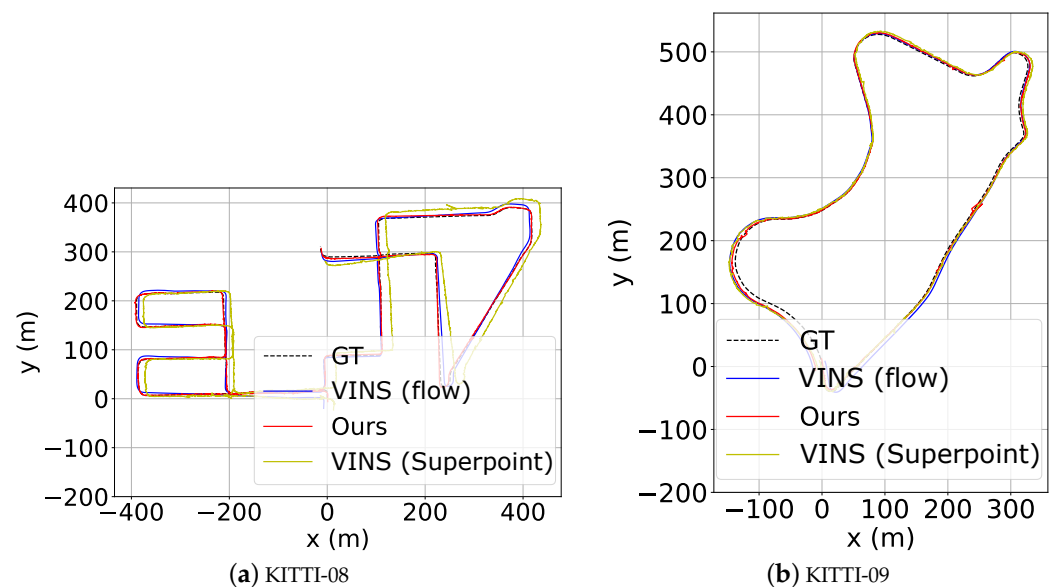 400
300
200
100
0
−100
−200
y (m)
−400
−200
0
200
400
x (m)
GT
VINS (flow)
Ours
VINS (Superpoint)
(a) KITTI-08
500
400
300
200
100
0
−100
−200
y (m)
−100
0
100
200
300
x (m)
GT
VINS (flow)
Ours
VINS (Superpoint)
(b) KITTI-09